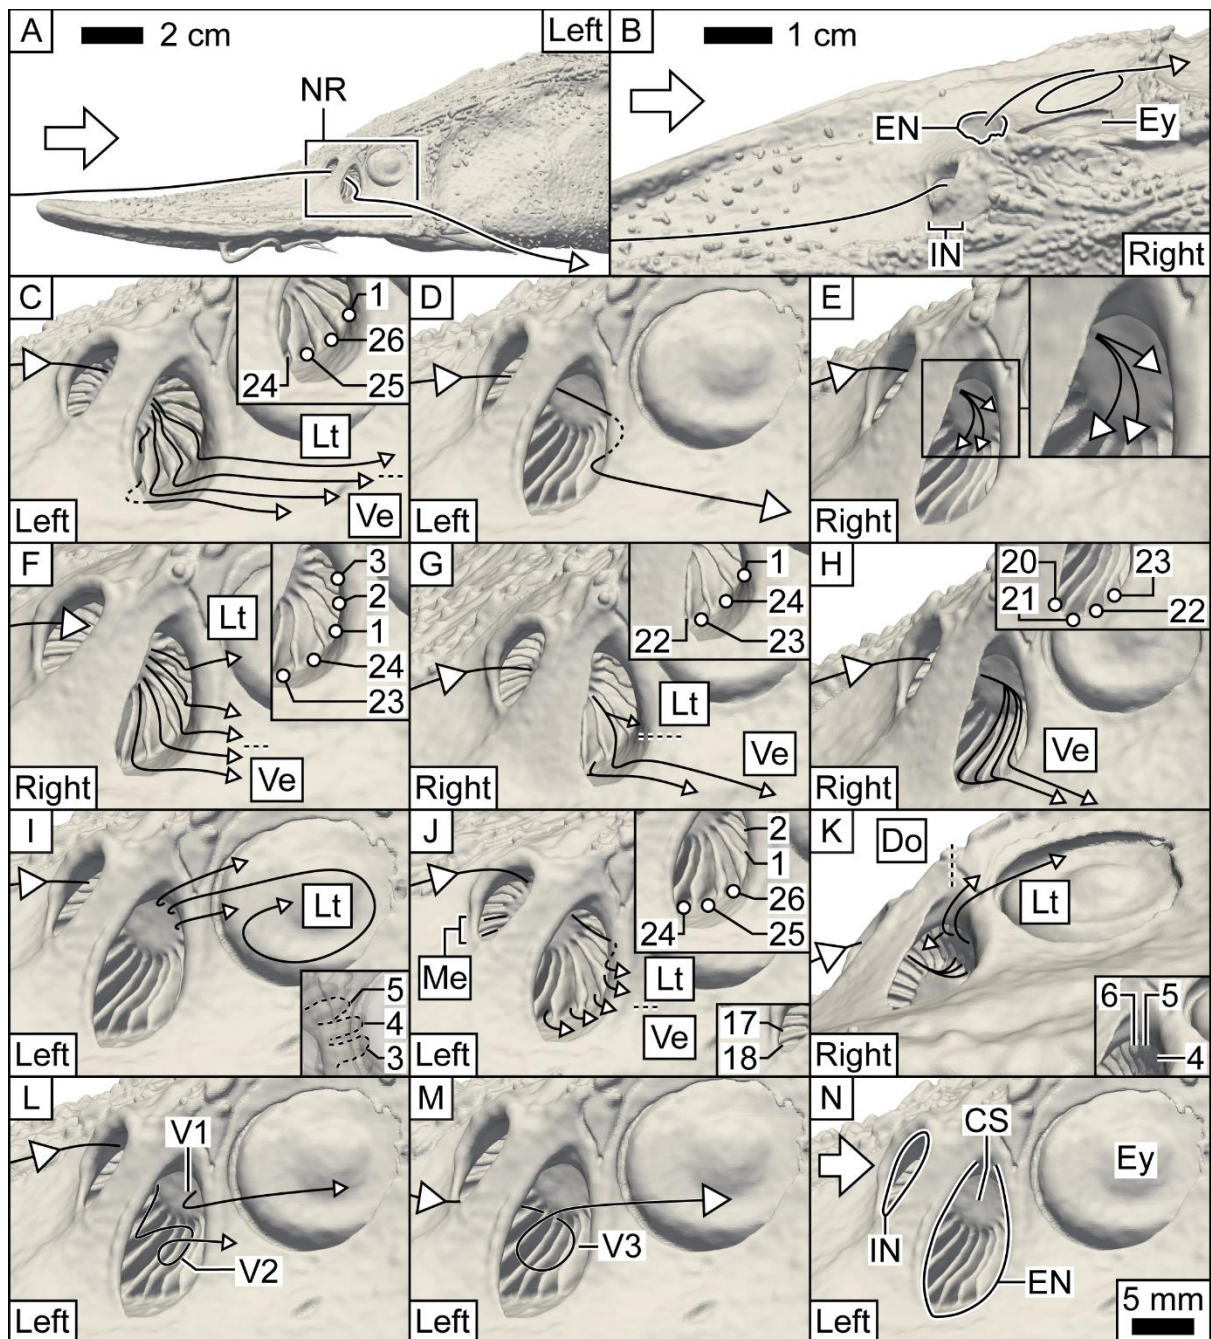 A 2 cm Left
NR
B 1 cm
EN Ey
IN Right
C 1
26
24 25
Lt
Left Ve
D
Left
E
Right
F 3
2
Lt 1
24
23
Right Ve
G 1
24
22 23
Lt
Right Ve
H 20 23
21 22
Ve
Right
I
Lt
5
4
Left 3
J 2
1
26
24 25
Me Lt
17
Ve
Left 18
K Do
Lt
6 5
4
Right
L V1
V2
Left
M
V3
Left
N CS
Ey
IN EN
Left 5 mm